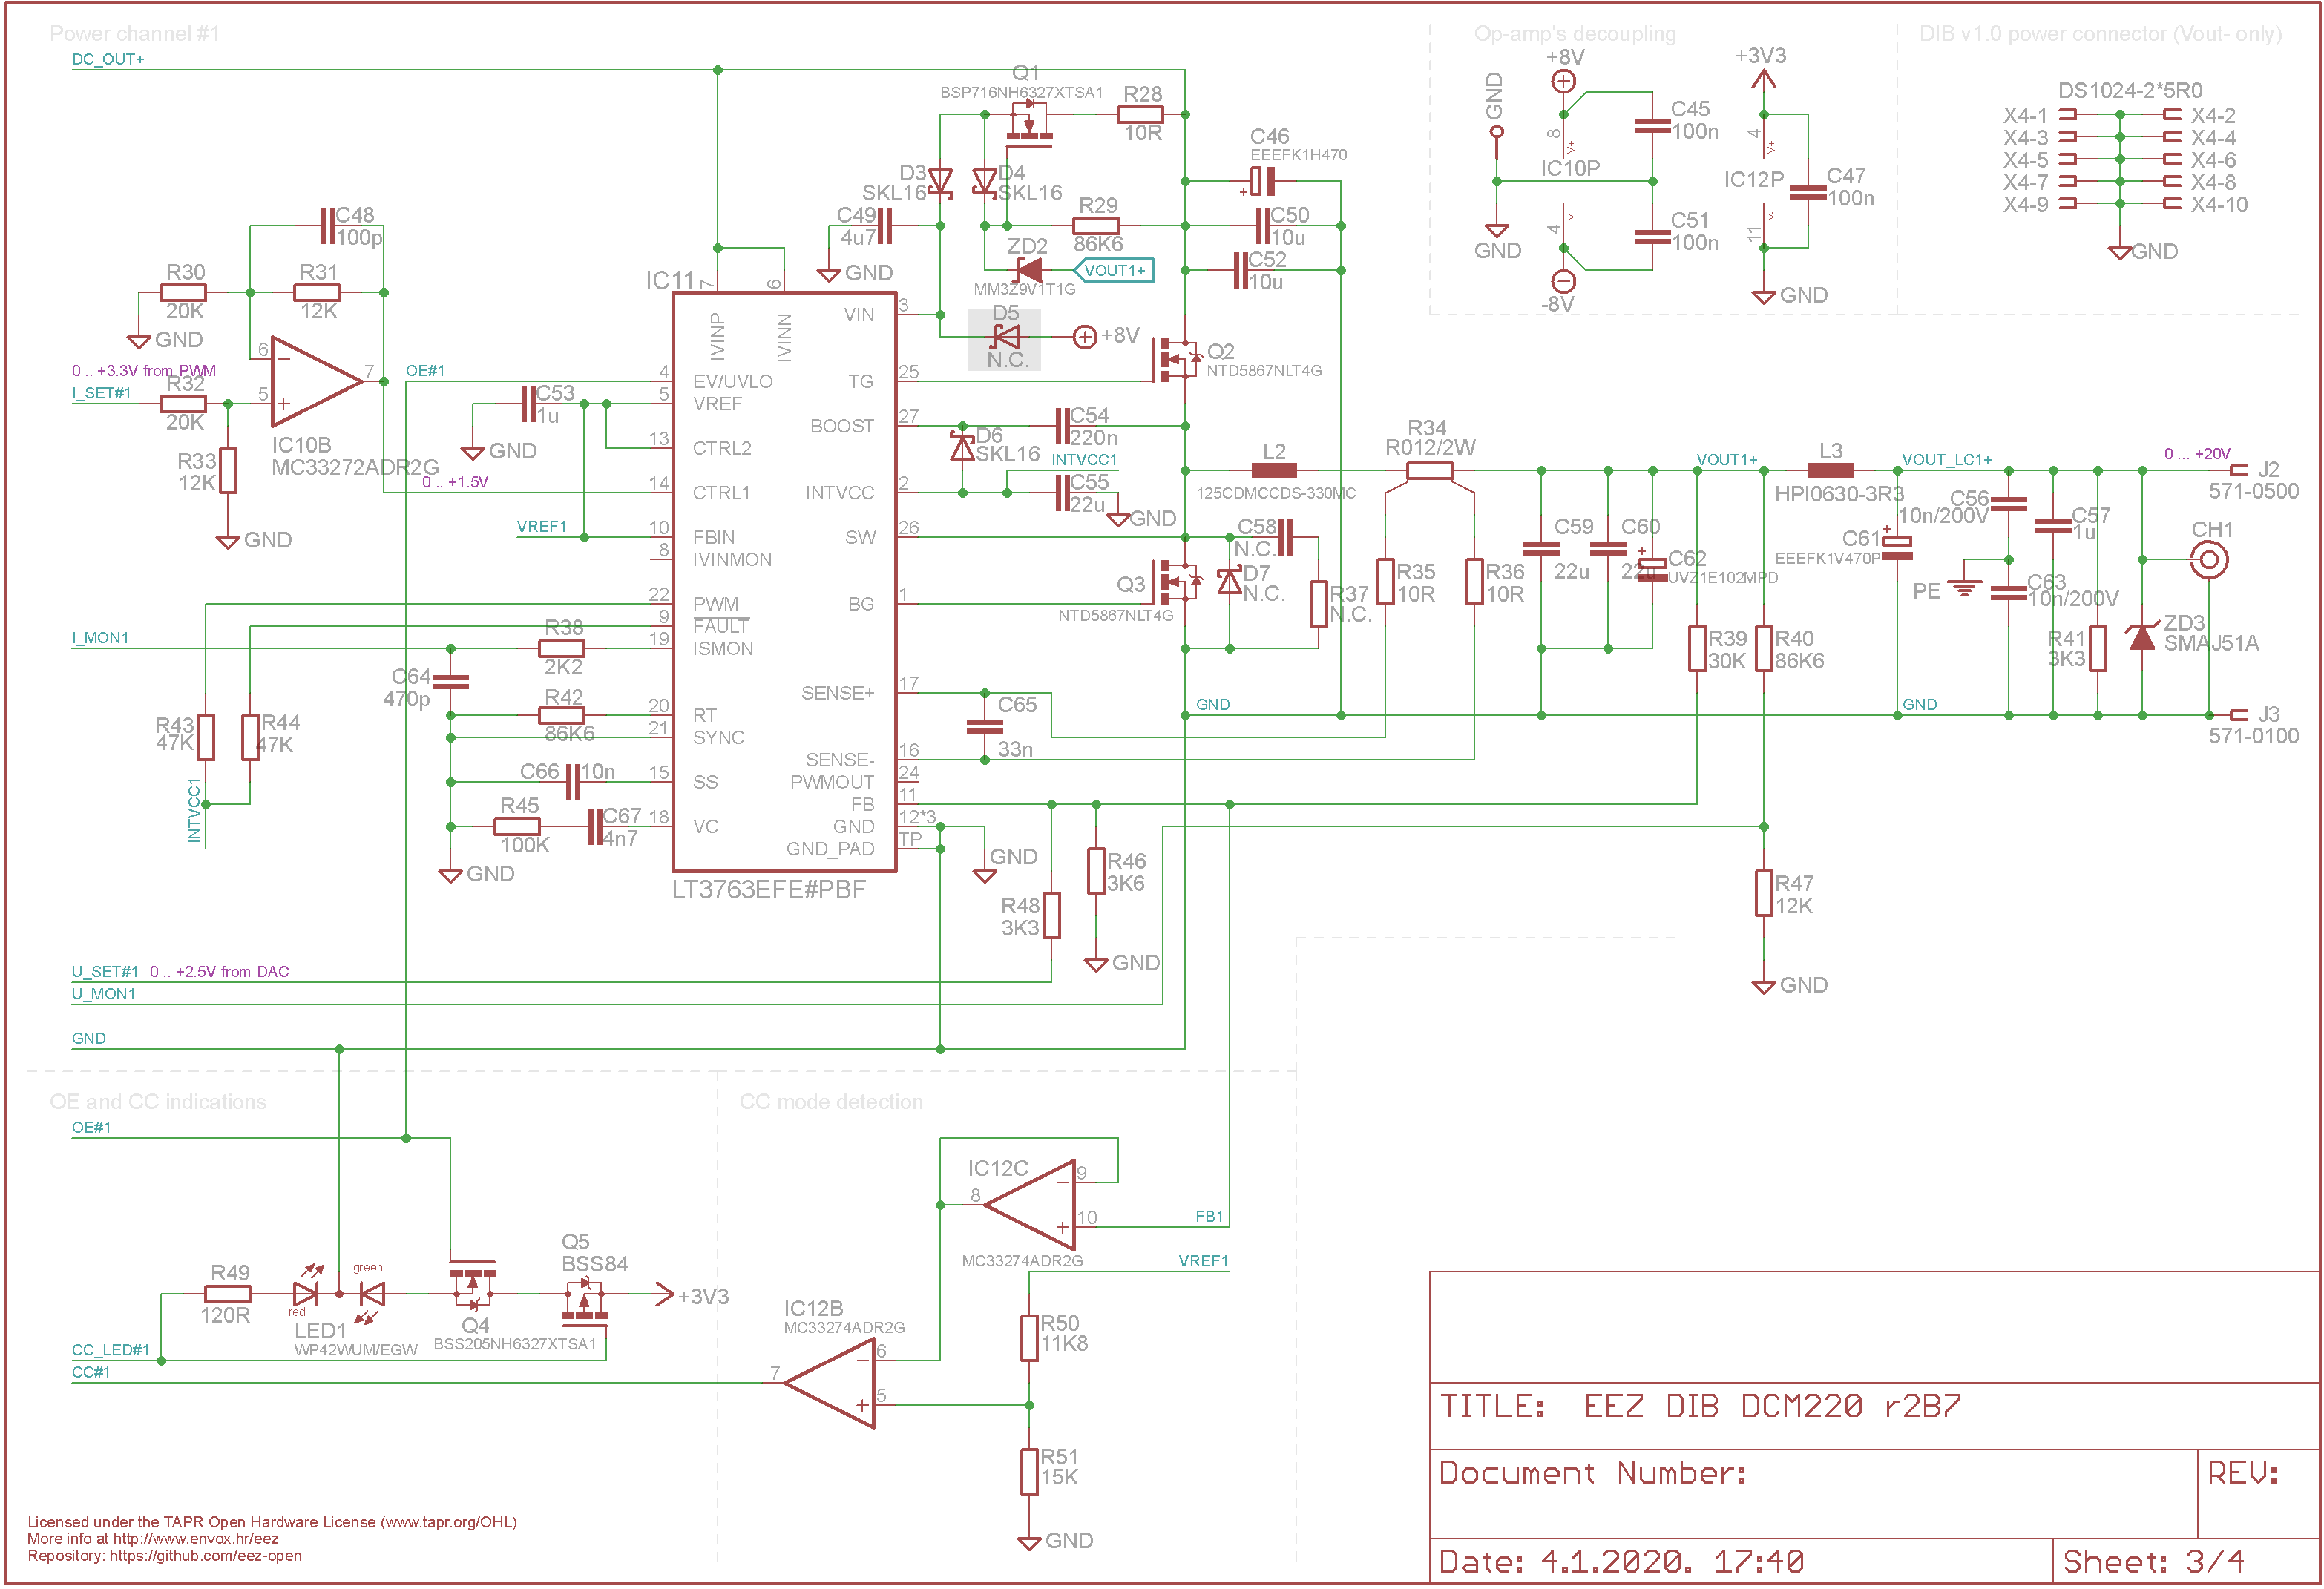 Power channel #1
DC_OUT+
Q1
BSP716NH6327XTSA1
R28
10R
D3
SKL16
D4
SKL16
C49
4u7
GND
R29
86K6
ZD2
MM3Z9V1T1G
VOUT1+
D5
N.C.
+8V
C46
EEEFK1H470
+
C50
10u
C52
10u
Op-amp's decoupling
GND
GND
+8V
8
V+
IC10P
4
V-
-8V
C45
100n
C51
100n
+3V3
4
V+
IC12P
V-
11
GND
C47
100n
DIB v1.0 power connector (Vout- only)
DS1024-2*5R0
X4-1 X4-2
X4-3 X4-4
X4-5 X4-6
X4-7 X4-8
X4-9 X4-10
GND
C48
100p
R30
20K
R31
12K
GND
0 .. +3.3V from PWM
I_SET#1
R32
20K
R33
12K
GND
6
5
7
IC10B
MC33272ADR2G
0 .. +1.5V
OE#1
C53
1u
GND
VREF1
IC11
7
6
IVINP
IVINN
VIN 3
4 EV/UVLO
5 VREF
13 CTRL2
14 CTRL1
10 FBIN
8 IVINMON
22 PWM
9 FAULT
19 ISMON
20 RT
21 SYNC
15 SS
18 VC
TG 25
BOOST 27
INTVCC 2
SW 26
BG 1
SENSE+ 17
SENSE- 16
PWMOUT 24
FB 11
GND 12*3
GND_PAD TP
LT3763EFE#PBF
Q2
NTD5867NLT4G
C54
220n
D6
SKL16
INTVCC1
C55
22u
GND
C58
N.C.
D7
N.C.
R37
N.C.
Q3
NTD5867NLT4G
L2
125CDMCCDS-330MC
R34
R012/2W
R35
10R
R36
10R
C59
22u
C60
22u
C62
UVZ1E102MPD
+
VOUT1+
L3
HPI0630-3R3
VOUT_LC1+
0 ... +20V
J2
571-0500
R39
30K
R40
86K6
C61
EEEFK1V470P
+
C56
10n/200V
C57
1u
PE
C63
10n/200V
R41
3K3
CH1
ZD3
SMAJ51A
GND
GND
J3
571-0100
I_MON1
R38
2K2
C64
470p
R42
86K6
R43
47K
R44
47K
INTVCC1
C66
10n
R45
100K
C67
4n7
GND
C65
33n
GND
R46
3K6
R48
3K3
GND
R47
12K
GND
U_SET#1 0 .. +2.5V from DAC
U_MON1
GND
OE and CC indications
OE#1
CC mode detection
IC12C
8
9
10
MC33274ADR2G
FB1
VREF1
R49
120R
red
green
LED1
WP42WUM/EGW
Q4
BSS205NH6327XTSA1
Q5
BSS84
+3V3
CC_LED#1
CC#1
IC12B
MC33274ADR2G
7
6
5
R50
11K8
R51
15K
GND
TITLE: EEZ DIB DCM220 r2B7
Document Number:
REV:
Date: 4.1.2020. 17:40
Sheet: 3/4
Licensed under the TAPR Open Hardware License (www.tapr.org/OHL)
More info at http://www.envox.hr/eez
Repository: https://github.com/eez-open